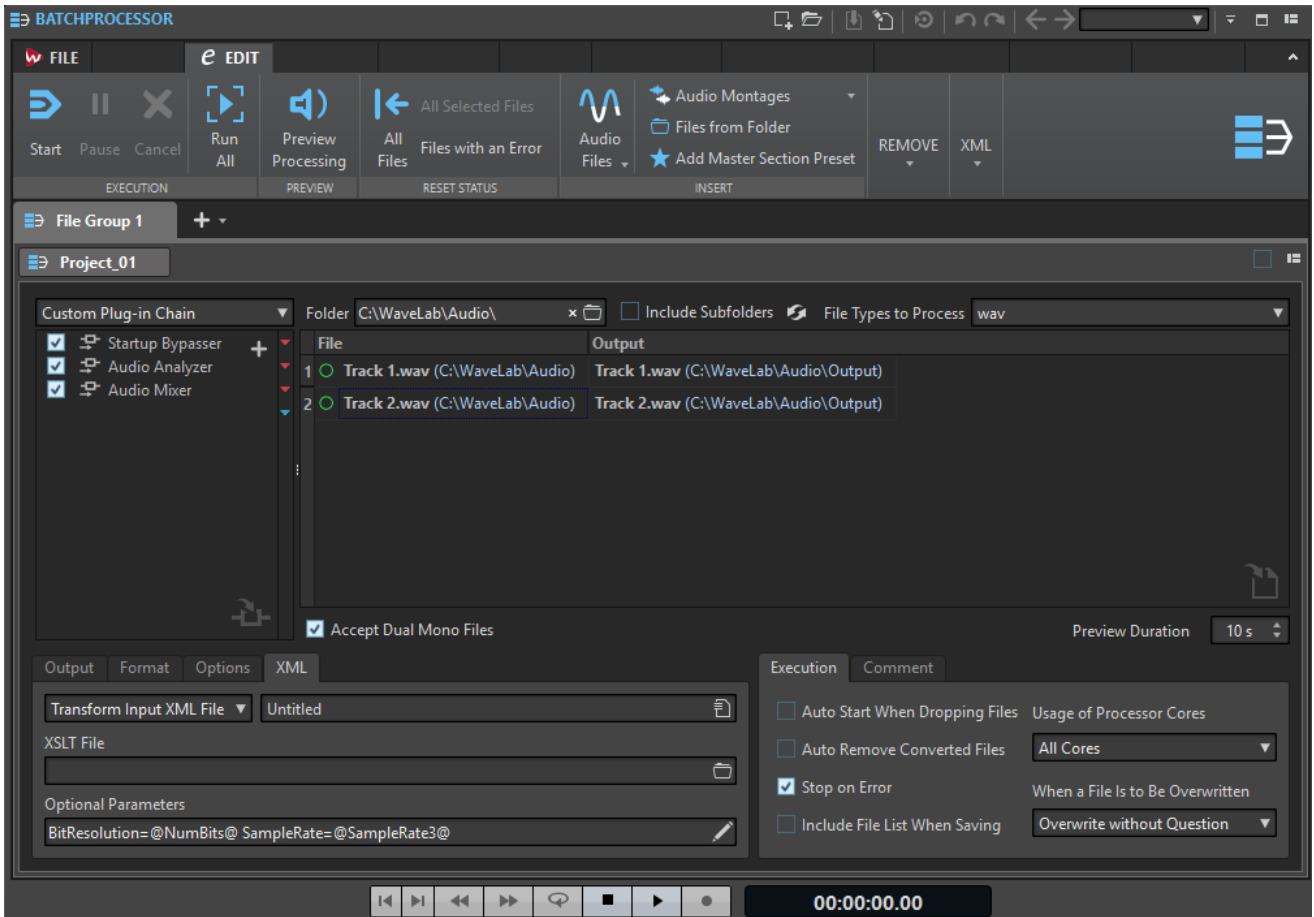 BATCHPROCESSOR
FILE
EDIT
Start
Pause
Cancel
Run All
EXECUTION
Preview Processing
PREVIEW
All Files
All Selected Files
Files with an Error
RESET STATUS
Audio Files
Audio Montages
Files from Folder
Add Master Section Preset
INSERT
REMOVE
XML
File Group 1
Project_01
Custom Plug-in Chain
Folder C:\WaveLab\Audio\
Include Subfolders
File Types to Process wav
Startup Bypasser
Audio Analyzer
Audio Mixer
File Output
1 Track 1.wav (C:\WaveLab\Audio) Track 1.wav (C:\WaveLab\Audio\Output)
2 Track 2.wav (C:\WaveLab\Audio) Track 2.wav (C:\WaveLab\Audio\Output)
Accept Dual Mono Files
Preview Duration 10 s
Output Format Options XML
Transform Input XML File Untitled
XSLT File
Optional Parameters
BitResolution=@NumBits@ SampleRate=@SampleRate3@
Execution Comment
Auto Start When Dropping Files
Auto Remove Converted Files
Stop on Error
Include File List When Saving
Usage of Processor Cores
All Cores
When a File Is to Be Overwritten
Overwrite without Question
00:00:00.00